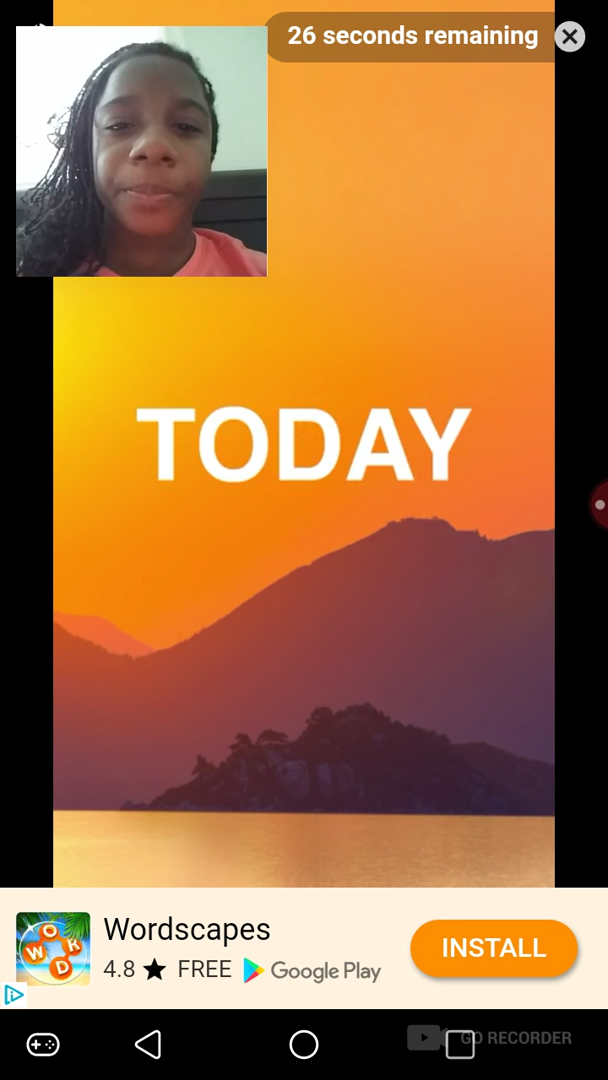 26 seconds remaining
TODAY
Wordscapes
4.8 ★ FREE Google Play
INSTALL
GO RECORDER
W O R D